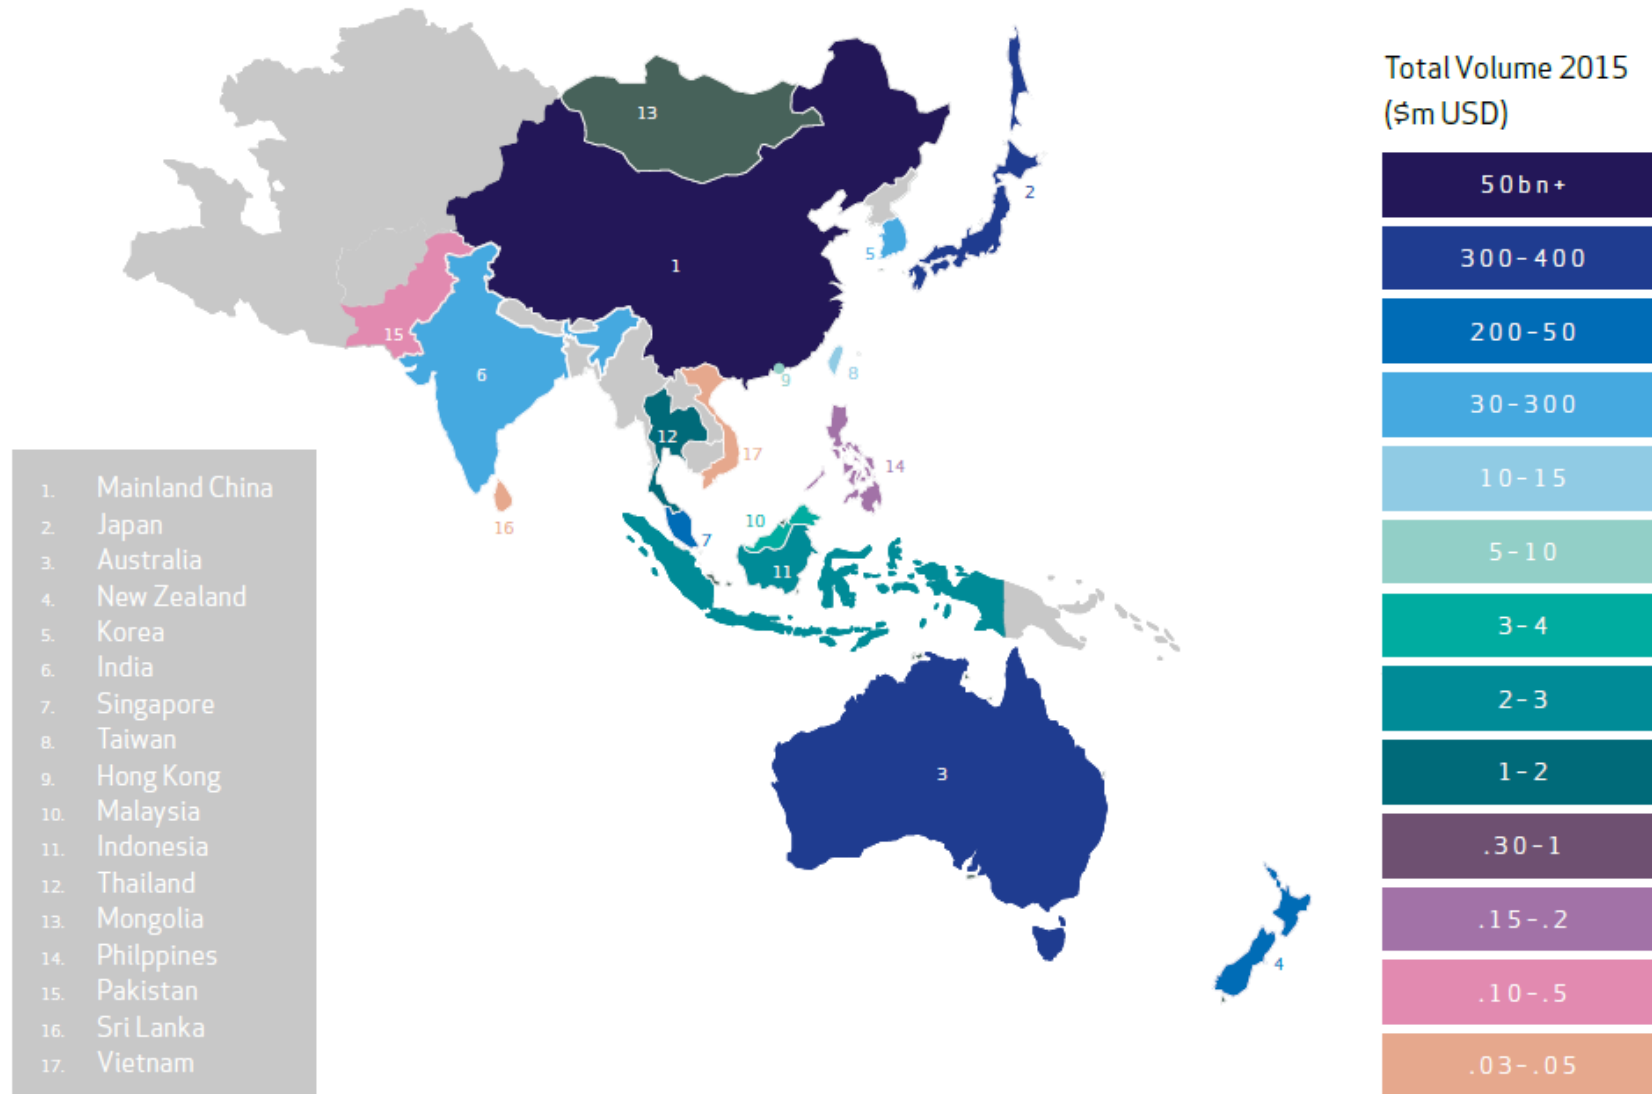 Total Volume 2015
($m USD)
50bn+
300-400
200-50
30-300
10-15
5-10
3-4
2-3
1-2
.30-1
.15-.2
.10-.5
.03-.05
1. Mainland China
2. Japan
3. Australia
4. New Zealand
5. Korea
6. India
7. Singapore
8. Taiwan
9. Hong Kong
10. Malaysia
11. Indonesia
12. Thailand
13. Mongolia
14. Philppines
15. Pakistan
16. Sri Lanka
17. Vietnam
13
2
5
1
15
6
9
8
12
17
14
16
10
7
11
3
4